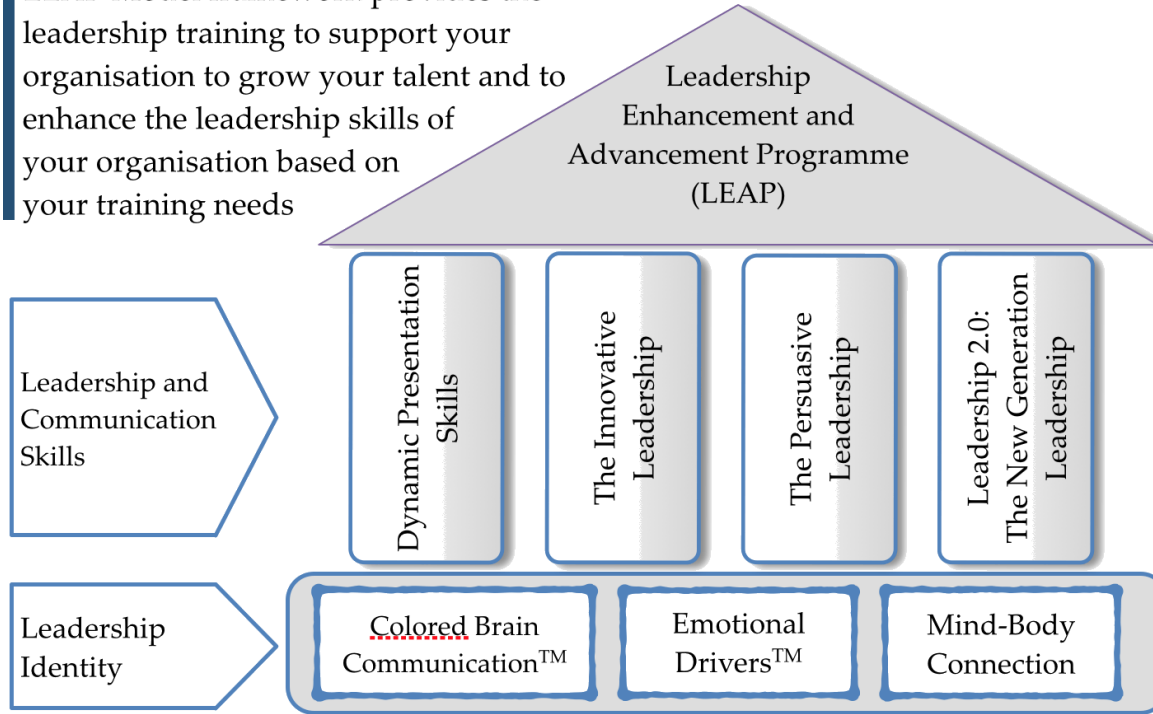 leadership training to support your
organisation to grow your talent and to
enhance the leadership skills of
your organisation based on
your training needs
Leadership
Enhancement and
Advancement Programme
(LEAP)
Leadership and
Communication
Skills
Dynamic Presentation
Skills
The Innovative
Leadership
The Persuasive
Leadership
Leadership 2.0:
The New Generation
Leadership
Leadership
Identity
Colored Brain
Communication™
Emotional
Drivers™
Mind-Body
Connection